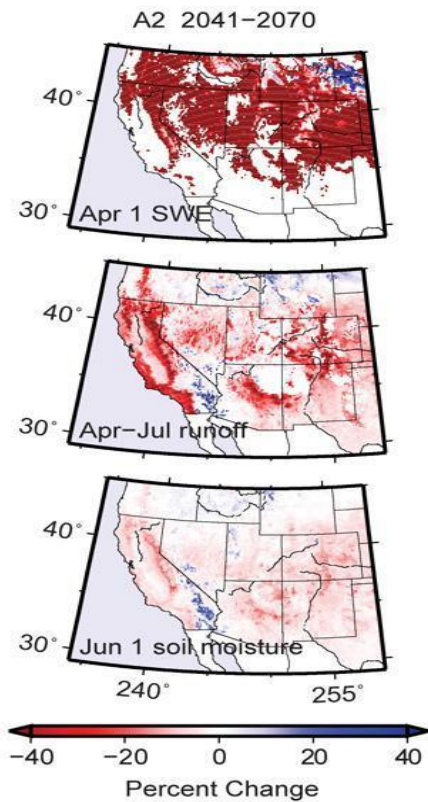 A2 2041−2070
40°
30°
Apr 1 SWE
40°
30°
Apr−Jul runoff
40°
30°
Jun 1 soil moisture
240° 255°
−40 −20 0 20 40
Percent Change